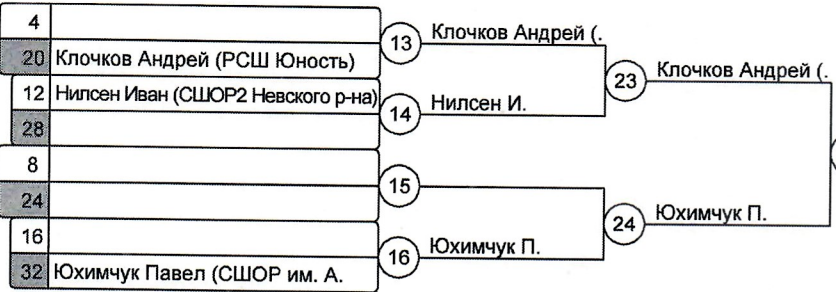 4
13 Клочков Андрей (.
20 Клочков Андрей (РСШ Юность)
23 Клочков Андрей (.
12 Нилсен Иван (СШОР2 Невского р-на)
14 Нилсен И.
28
8
15
24
24 Юхимчук П.
16
16 Юхимчук П.
32 Юхимчук Павел (СШОР им. А.